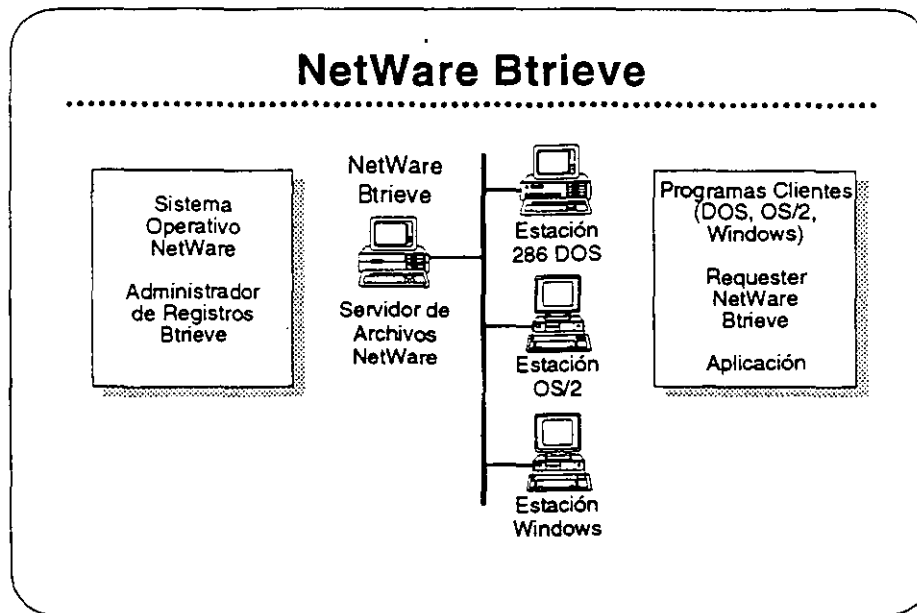 NetWare Btrieve
Sistema
Operativo
NetWare
Administrador
de Registros
Btrieve
NetWare
Btrieve
Servidor de
Archivos
NetWare
Estación
286 DOS
Estación
OS/2
Estación
Windows
Programas Clientes
(DOS, OS/2,
Windows)
Requester
NetWare
Btrieve
Aplicación